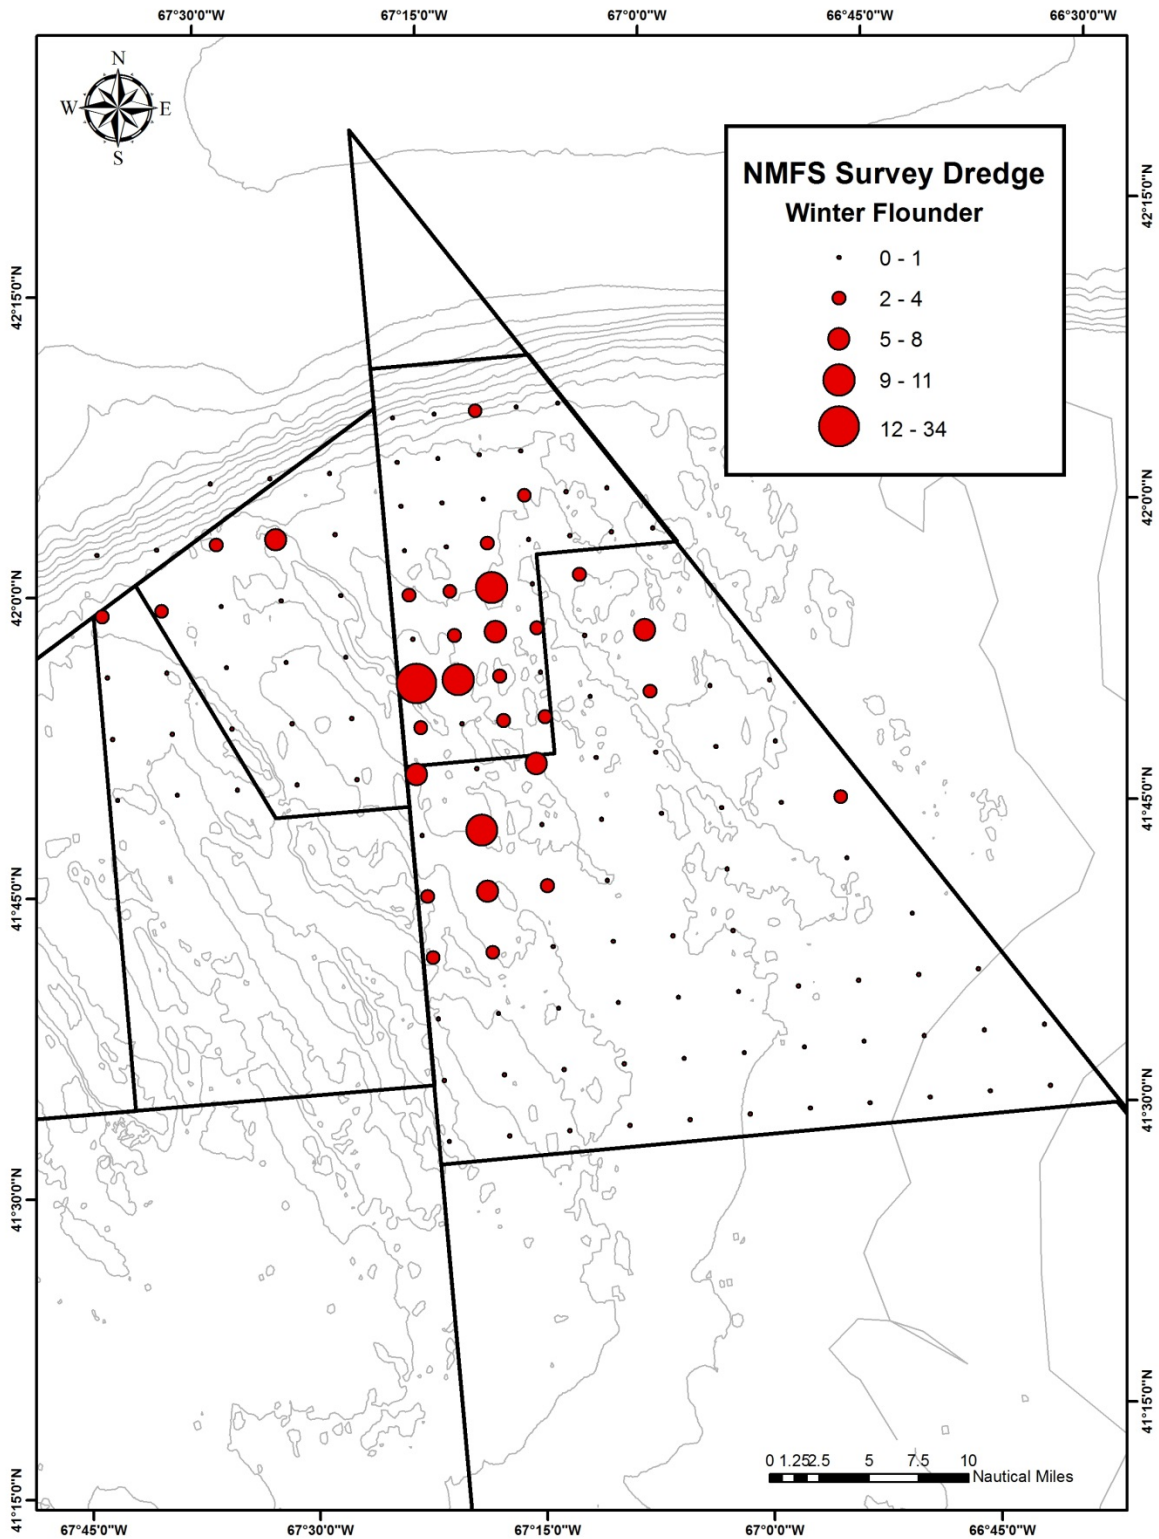 67°30'0"W 67°15'0"W 67°0'0"W 66°45'0"W 66°30'0"W
N
W E
S
NMFS Survey Dredge
Winter Flounder
0 - 1
2 - 4
5 - 8
9 - 11
12 - 34
42°15'0"N
42°0'0"N
41°45'0"N
41°30'0"N
41°15'0"N
42°15'0"N
42°0'0"N
41°45'0"N
41°30'0"N
41°15'0"N
0 1.25 2.5 5 7.5 10
Nautical Miles
67°45'0"W 67°30'0"W 67°15'0"W 67°0'0"W 66°45'0"W